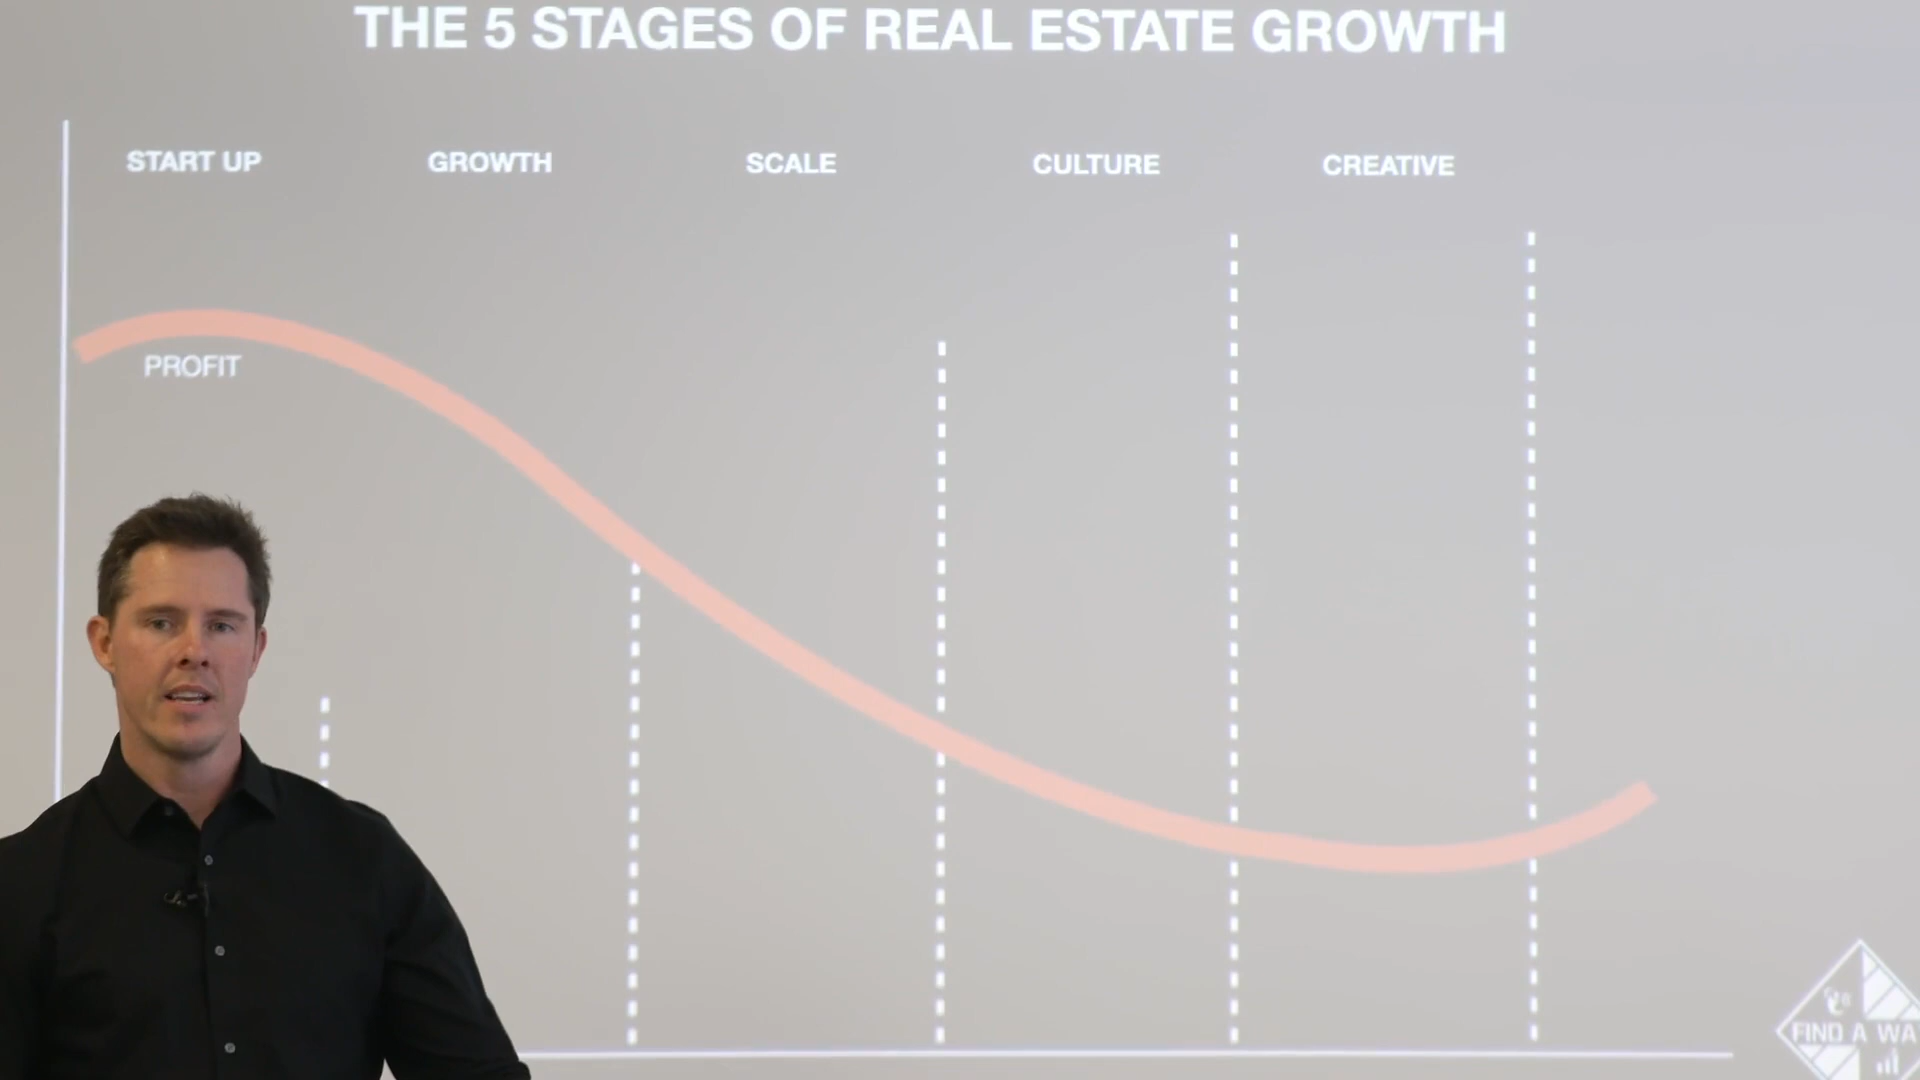 THE 5 STAGES OF REAL ESTATE GROWTH
START UP GROWTH SCALE CULTURE CREATIVE
PROFIT
FIND A WA